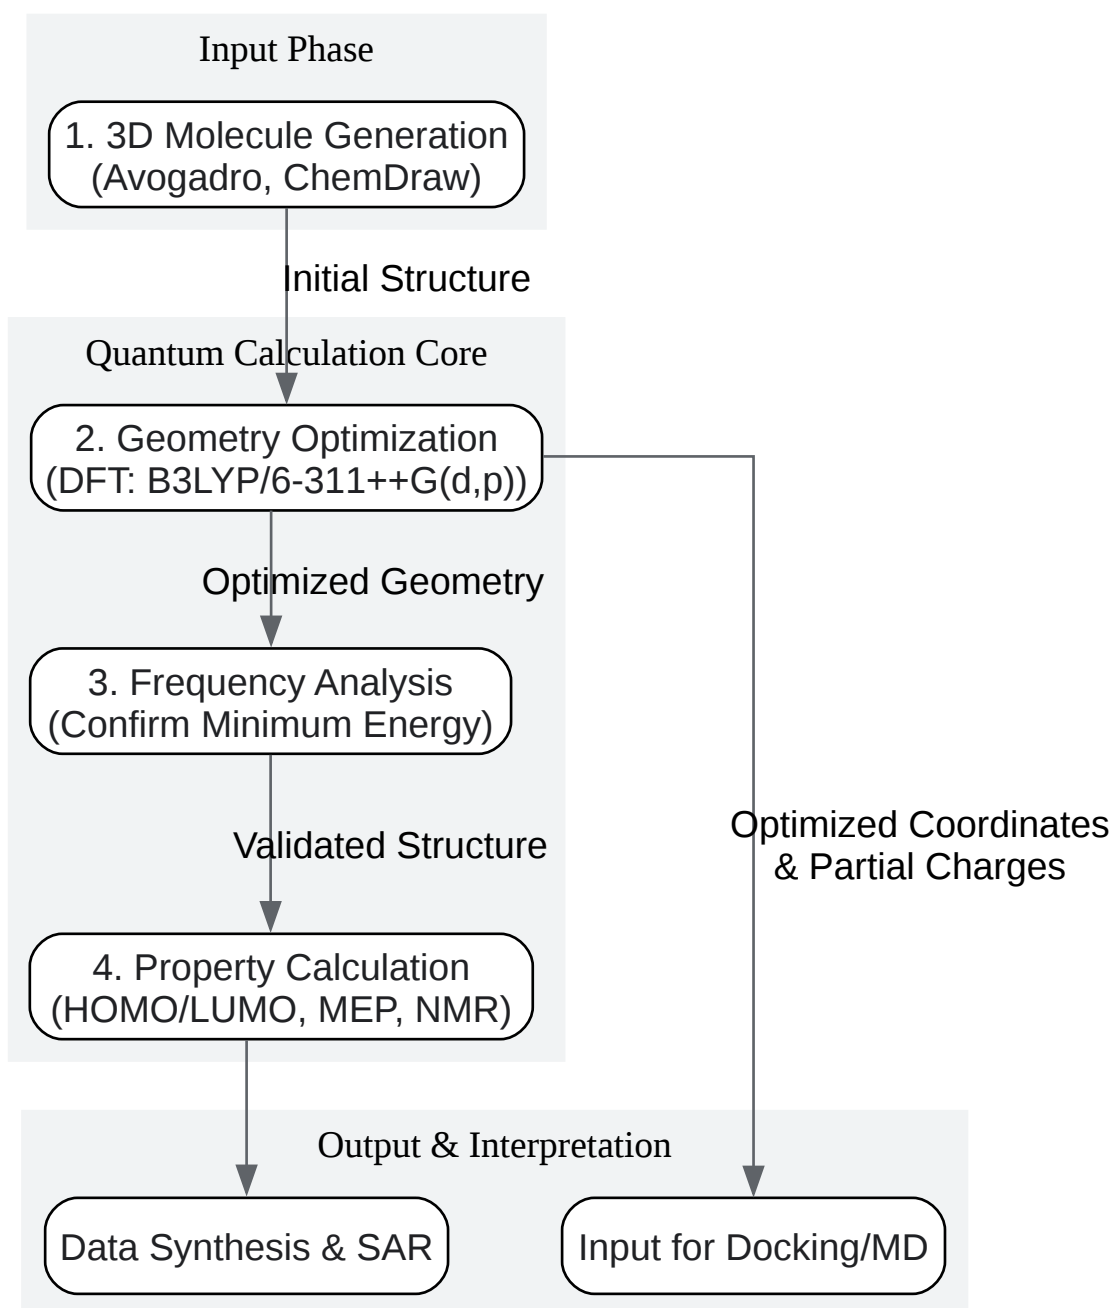 Input Phase
1. 3D Molecule Generation
(Avogadro, ChemDraw)
Initial Structure
Quantum Calculation Core
2. Geometry Optimization
(DFT: B3LYP/6-311++G(d,p))
Optimized Geometry
3. Frequency Analysis
(Confirm Minimum Energy)
Validated Structure
Optimized Coordinates
& Partial Charges
4. Property Calculation
(HOMO/LUMO, MEP, NMR)
Output & Interpretation
Data Synthesis & SAR
Input for Docking/MD